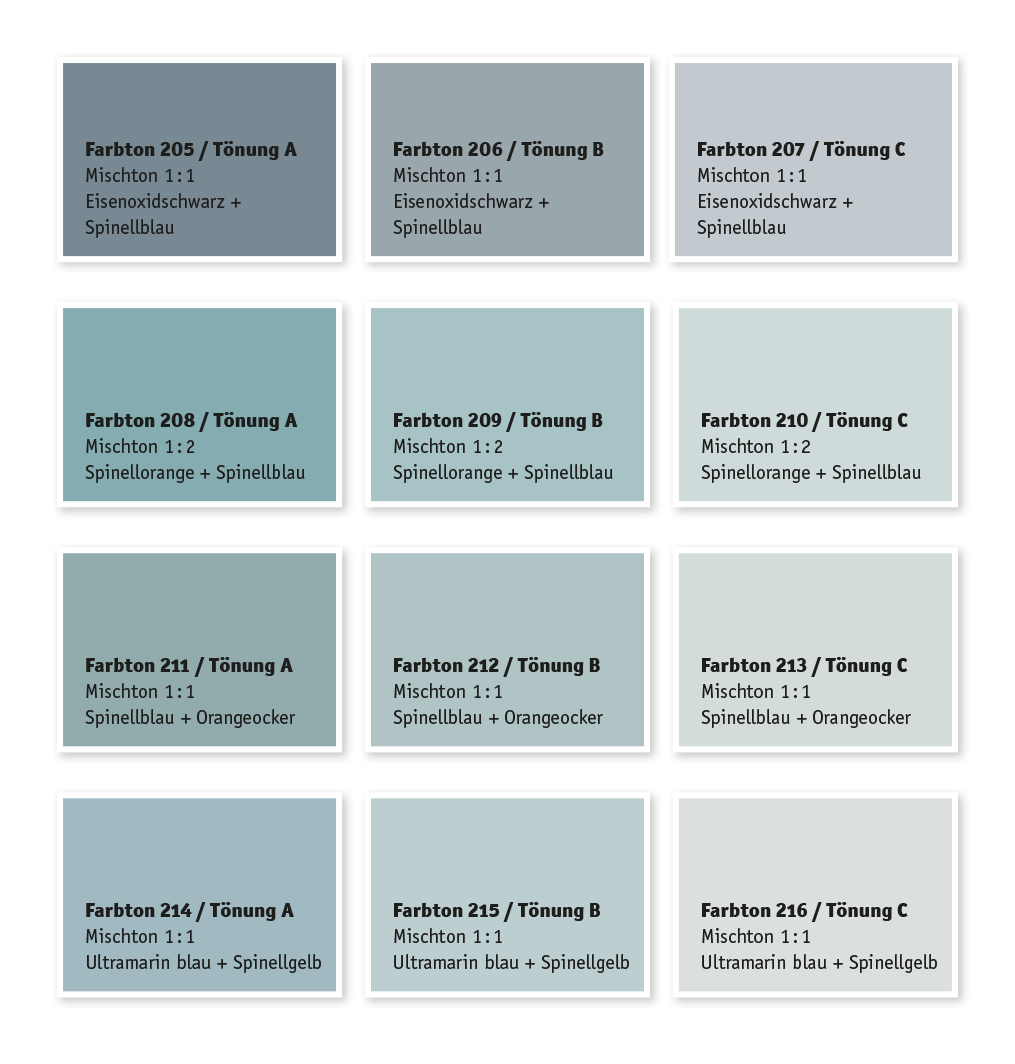 Farbton 205 / Tönung A
Mischton 1:1
Eisenoxidschwarz +
Spinellblau
Farbton 206 / Tönung B
Mischton 1:1
Eisenoxidschwarz +
Spinellblau
Farbton 207 / Tönung C
Mischton 1:1
Eisenoxidschwarz +
Spinellblau
Farbton 208 / Tönung A
Mischton 1:2
Spinellorange + Spinellblau
Farbton 209 / Tönung B
Mischton 1:2
Spinellorange + Spinellblau
Farbton 210 / Tönung C
Mischton 1:2
Spinellorange + Spinellblau
Farbton 211 / Tönung A
Mischton 1:1
Spinellblau + Orangeocker
Farbton 212 / Tönung B
Mischton 1:1
Spinellblau + Orangeocker
Farbton 213 / Tönung C
Mischton 1:1
Spinellblau + Orangeocker
Farbton 214 / Tönung A
Mischton 1:1
Ultramarin blau + Spinellgelb
Farbton 215 / Tönung B
Mischton 1:1
Ultramarin blau + Spinellgelb
Farbton 216 / Tönung C
Mischton 1:1
Ultramarin blau + Spinellgelb